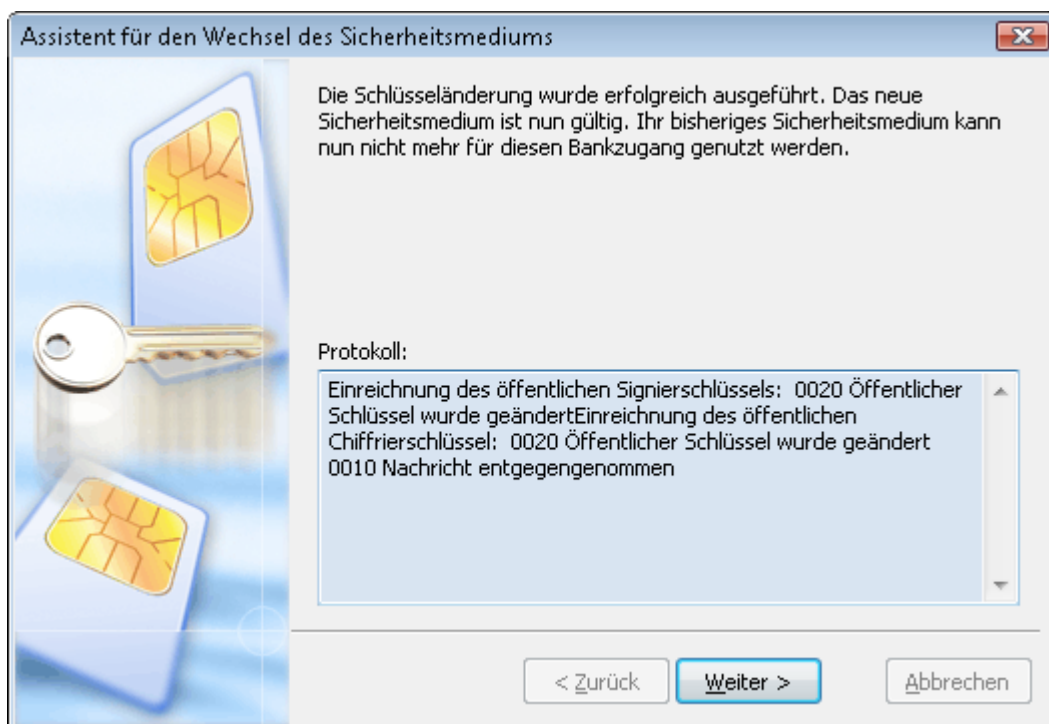 Assistent für den Wechsel des Sicherheitsmediums
Die Schlüsseländerung wurde erfolgreich ausgeführt. Das neue
Sicherheitsmedium ist nun gültig. Ihr bisheriges Sicherheitsmedium kann
nun nicht mehr für diesen Bankzugang genutzt werden.
Protokoll:
Einreichnung des öffentlichen Signierschlüssels:  0020 Öffentlicher
Schlüssel wurde geändertEinreichnung des öffentlichen
Chiffrierschlüssel:  0020 Öffentlicher Schlüssel wurde geändert
0010 Nachricht entgegengenommen
< Zurück
Weiter >
Abbrechen